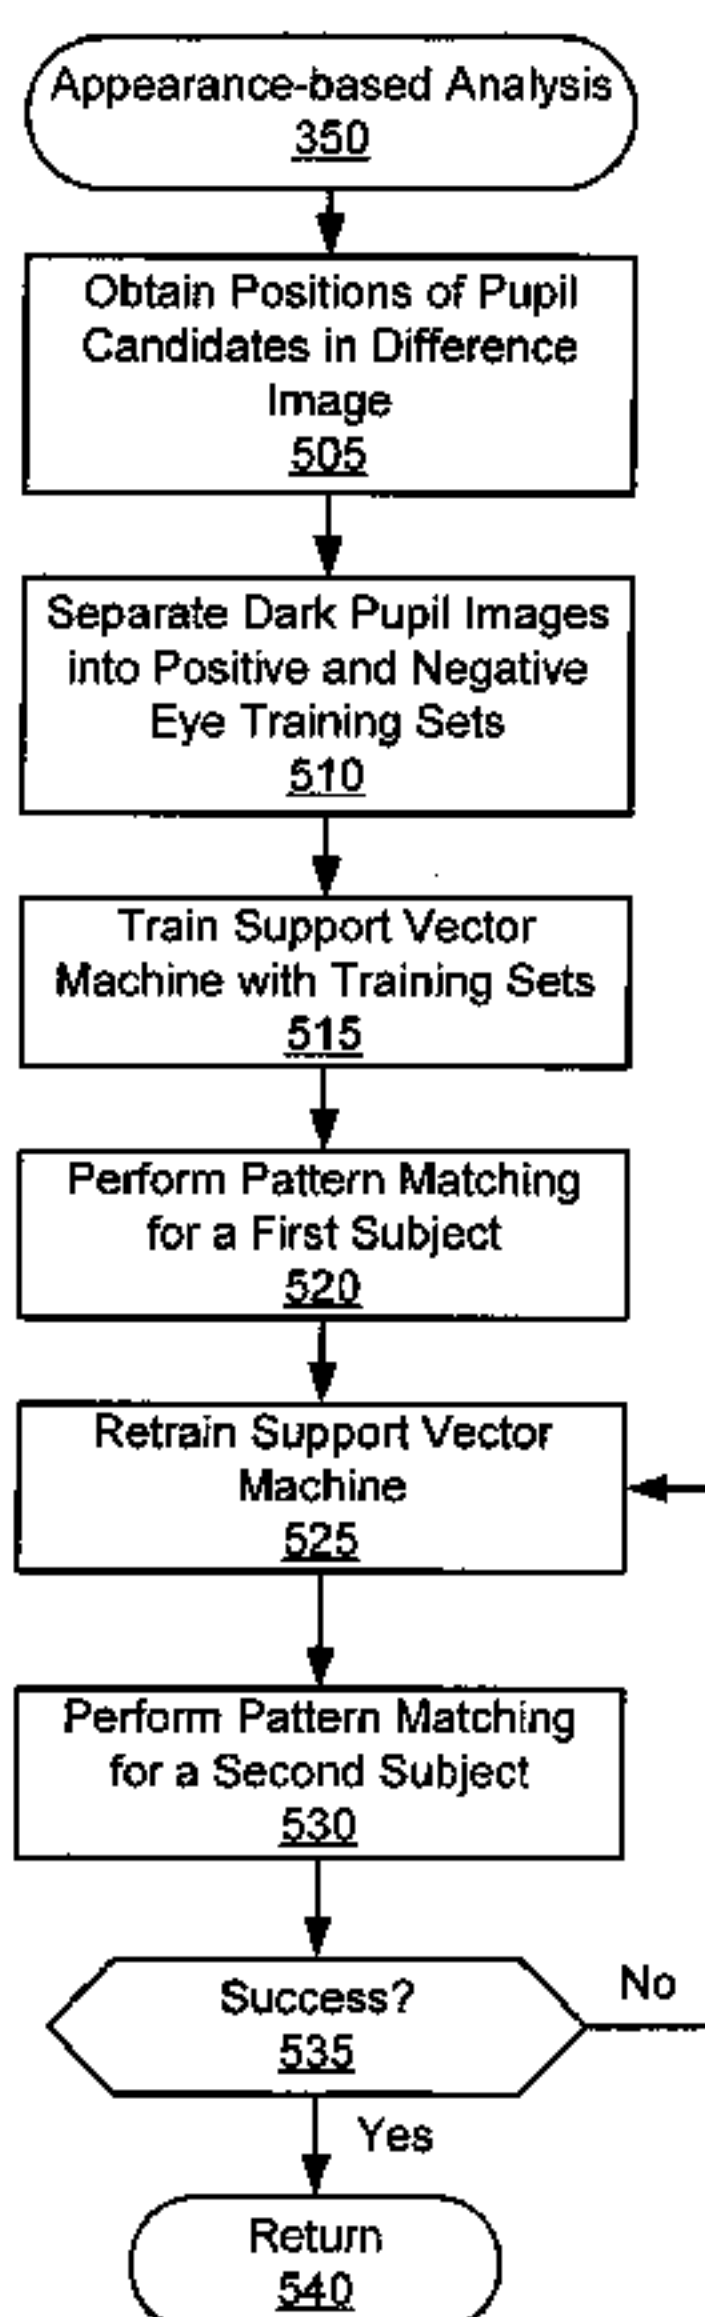 Appearance-based Analysis
350
Obtain Positions of Pupil
Candidates in Difference
Image
505
Separate Dark Pupil Images
into Positive and Negative
Eye Training Sets
510
Train Support Vector
Machine with Training Sets
515
Perform Pattern Matching
for a First Subject
520
Retrain Support Vector
Machine
525
Perform Pattern Matching
for a Second Subject
530
Success?
535
No
Yes
Return
540